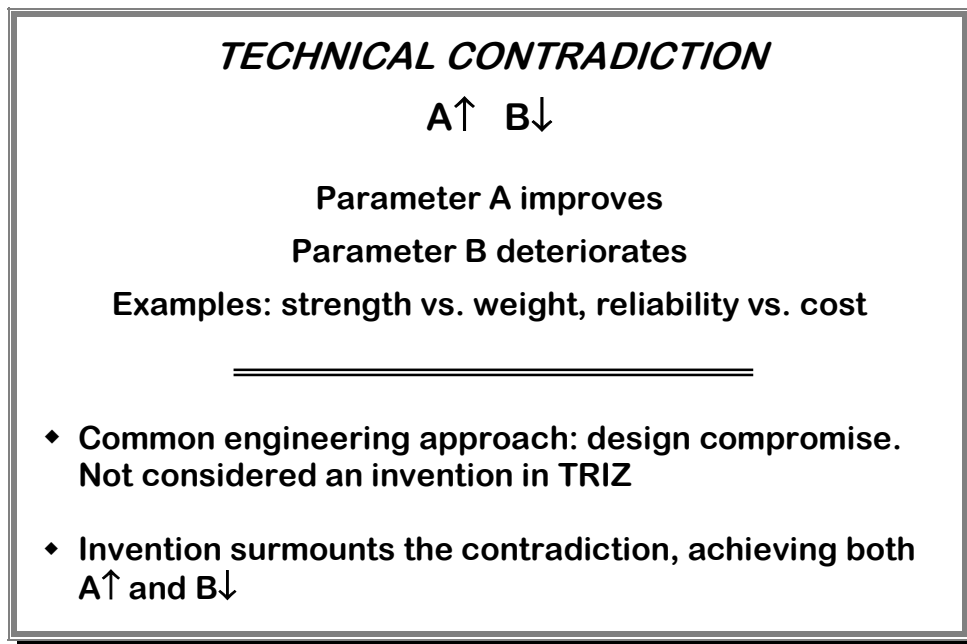 TECHNICAL CONTRADICTION
A↑ B↓
Parameter A improves
Parameter B deteriorates
Examples: strength vs. weight, reliability vs. cost
◆ Common engineering approach: design compromise.
Not considered an invention in TRIZ
◆ Invention surmounts the contradiction, achieving both
A↑ and B↓